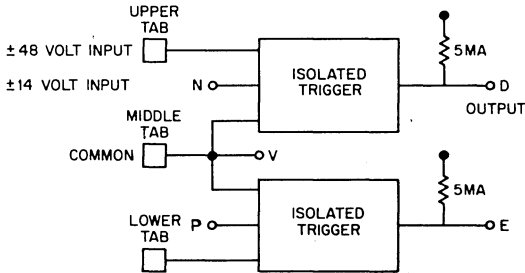 UPPER
TAB
± 48 VOLT INPUT
5MA
ISOLATED
TRIGGER
± 14 VOLT INPUT
N
D
OUTPUT
MIDDLE
TAB
COMMON
V
5MA
ISOLATED
TRIGGER
LOWER
TAB
P
E